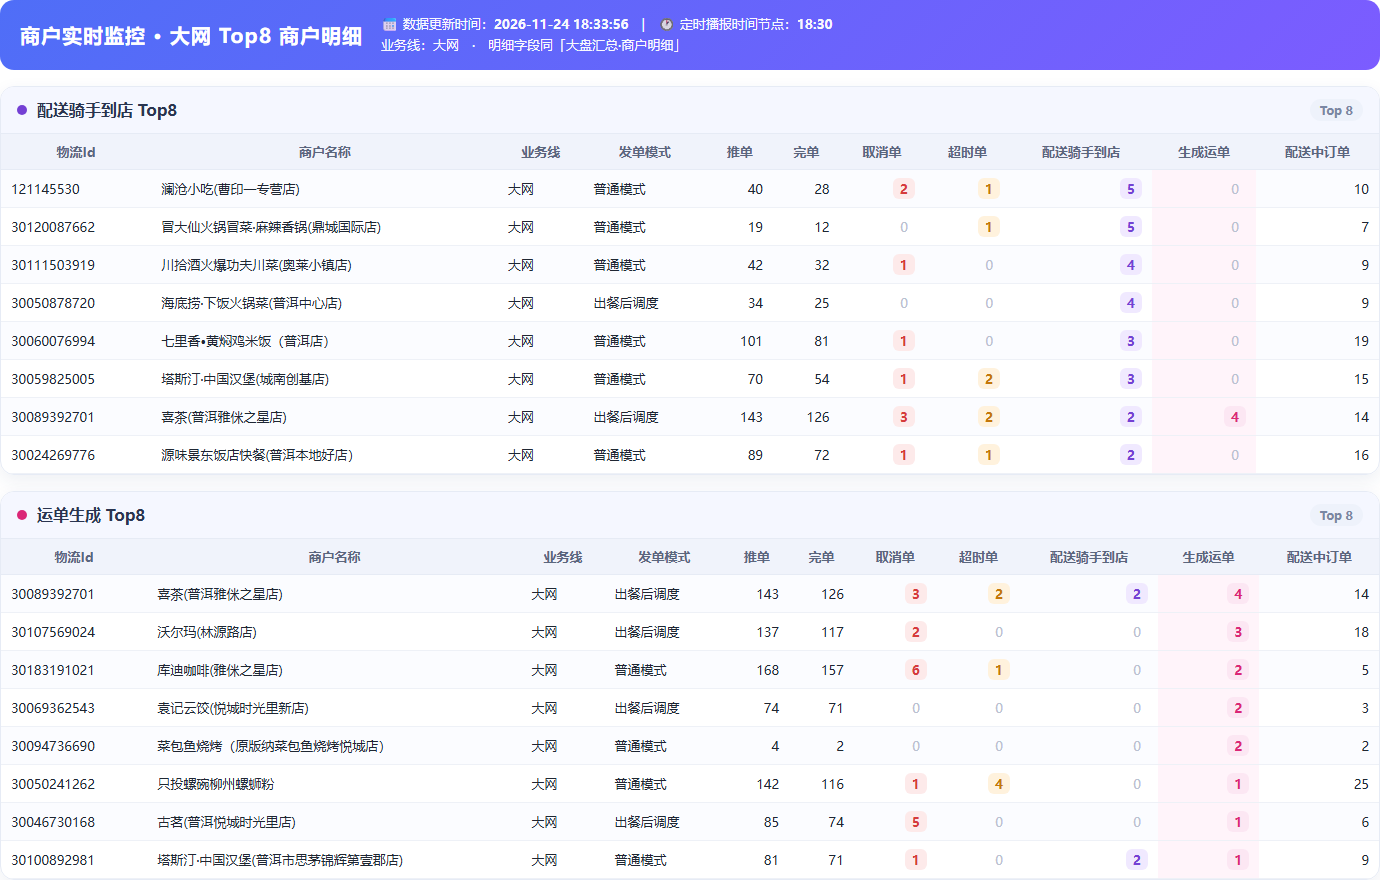 商户实时监控 • 大网 Top8 商户明细
数据更新时间：2026-11-24 18:33:56 | 定时播报时间节点：18:30
业务线：大网 · 明细字段同「大盘汇总·商户明细」
配送骑手到店 Top8 Top 8
物流Id 商户名称 业务线 发单模式 推单 完单 取消单 超时单 配送骑手到店 生成运单 配送中订单
121145530 澜沧小吃(曹印一专营店) 大网 普通模式 40 28 2 1 5 0 10
30120087662 冒大仙火锅冒菜·麻辣香锅(鼎城国际店) 大网 普通模式 19 12 0 1 5 0 7
30111503919 川拾酒火爆功夫川菜(奥莱小镇店) 大网 普通模式 42 32 1 0 4 0 9
30050878720 海底捞·下饭火锅菜(普洱中心店) 大网 出餐后调度 34 25 0 0 4 0 9
30060076994 七里香•黄焖鸡米饭（普洱店） 大网 普通模式 101 81 1 0 3 0 19
30059825005 塔斯汀·中国汉堡(城南创基店) 大网 普通模式 70 54 1 2 3 0 15
30089392701 喜茶(普洱雅侎之星店) 大网 出餐后调度 143 126 3 2 2 4 14
30024269776 源味景东饭店快餐(普洱本地好店) 大网 普通模式 89 72 1 1 2 0 16
运单生成 Top8 Top 8
物流Id 商户名称 业务线 发单模式 推单 完单 取消单 超时单 配送骑手到店 生成运单 配送中订单
30089392701 喜茶(普洱雅侎之星店) 大网 出餐后调度 143 126 3 2 2 4 14
30107569024 沃尔玛(林源路店) 大网 出餐后调度 137 117 2 0 0 3 18
30183191021 库迪咖啡(雅侎之星店) 大网 普通模式 168 157 6 1 0 2 5
30069362543 袁记云饺(悦城时光里新店) 大网 出餐后调度 74 71 0 0 0 2 3
30094736690 菜包鱼烧烤（原版纳菜包鱼烧烤悦城店） 大网 普通模式 4 2 0 0 0 2 2
30050241262 只投螺碗柳州螺蛳粉 大网 普通模式 142 116 1 4 0 1 25
30046730168 古茗(普洱悦城时光里店) 大网 出餐后调度 85 74 5 0 0 1 6
30100892981 塔斯汀·中国汉堡(普洱市思茅锦辉第壹郡店) 大网 普通模式 81 71 1 0 2 1 9